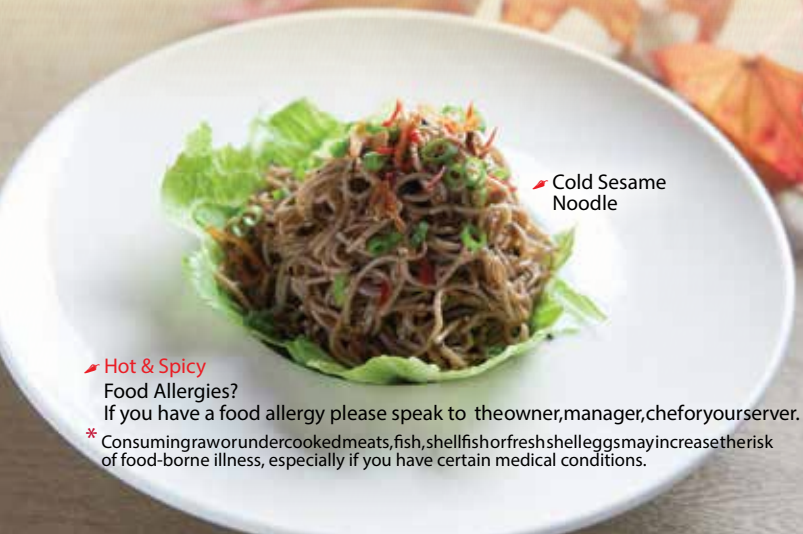 Cold Sesame
Noodle
Hot & Spicy
Food Allergies?
If you have a food allergy please speak to theowner,manager,cheforyourserver.
* Consumingraworundercookedmeats,fish,shellfishorfreshshelleggsmayincreasetherisk
of food-borne illness, especially if you have certain medical conditions.